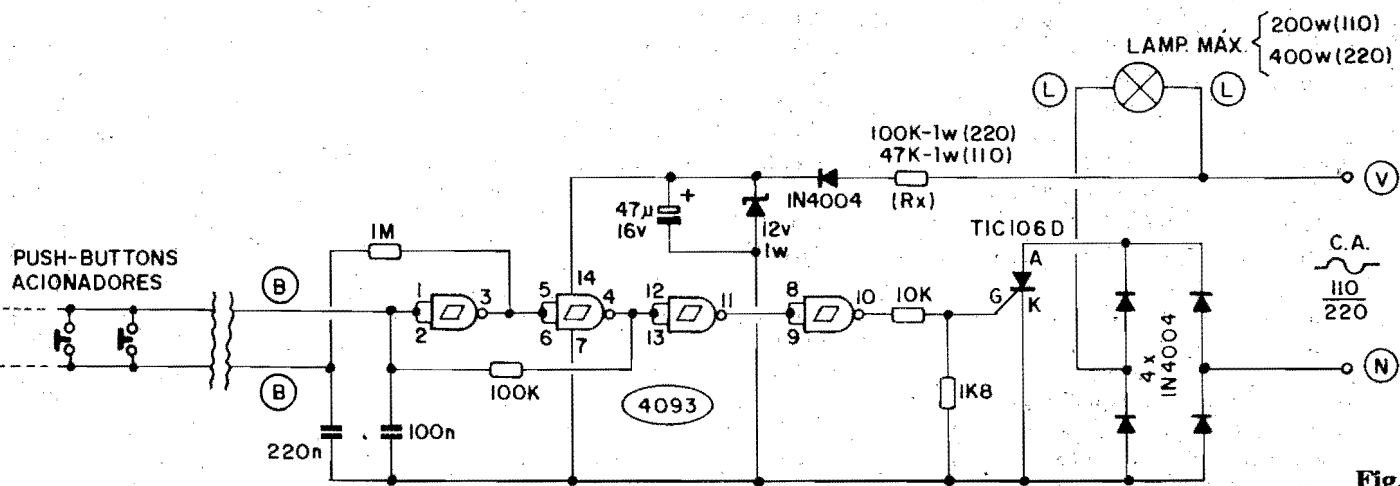 LAMP. MÁX. { 200w(110)
400w(220)
L
L
100K-1w(220)
47K-1w(110)
(Rx)
1N4004
V
47µ
16v
+
12v
1w
TIC106D
A
G
K
C.A.
110
220
1M
PUSH-BUTTONS
ACIONADORES
B
B
1
2
3
5
6
14
4
7
12
13
11
8
9
10
10K
100K
4093
1K8
4x
1N4004
N
220n
100n
Fig